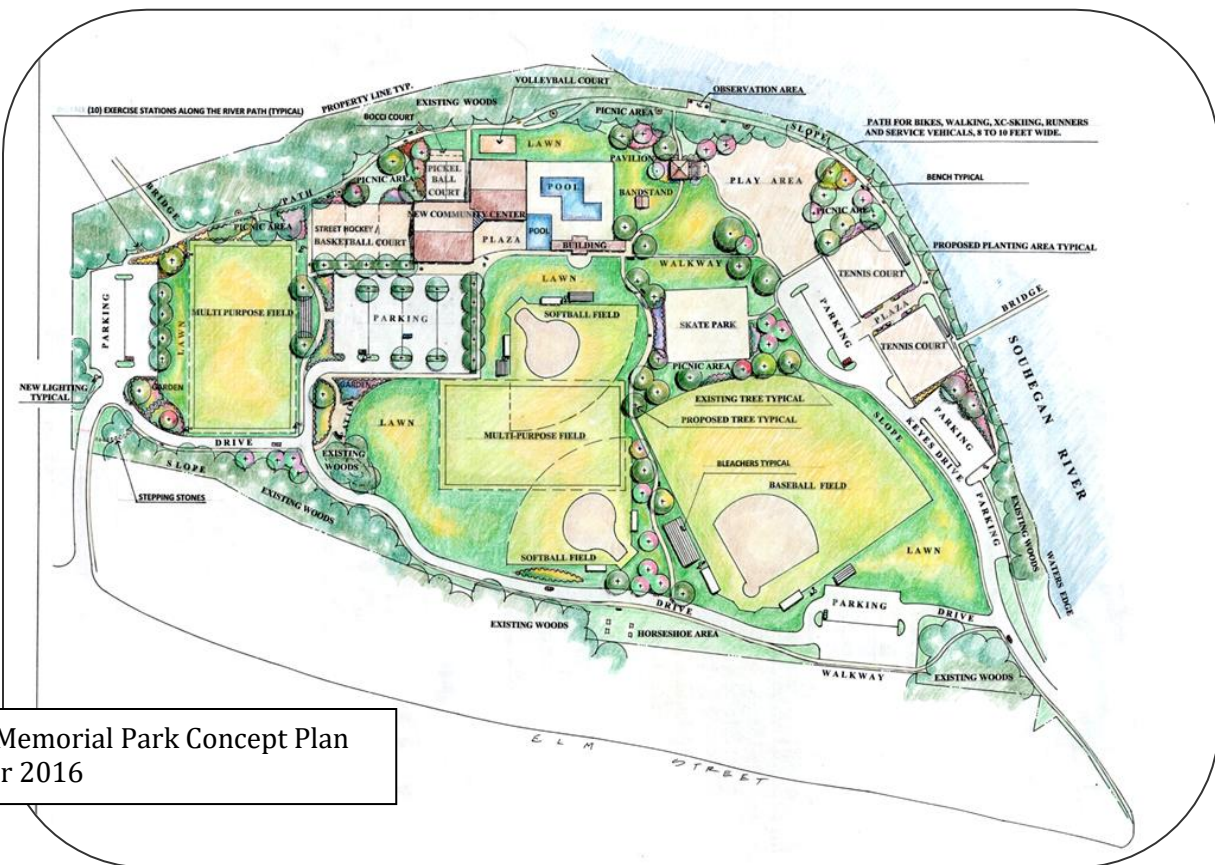 VOLLEYBALL COURT
PROPERTY LINE TYP.
OBSERVATION AREA
(10) EXERCISE STATIONS ALONG THE RIVER PATH (TYPICAL)
EXISTING WOODS
PICNIC AREA
BOCCI COURT
SLOPE
PATH FOR BIKES, WALKING, XC-SKIING, RUNNERS
AND SERVICE VEHICALS, 8 TO 10 FEET WIDE.
LAWN
PAVILION
PICKEL
BALL
COURT
PICNIC AREA
POOL
PLAY AREA
BENCH TYPICAL
BRIDGE
PATH
BANDSTAND
PICNIC AREA
NEW COMMUNITY CENTER
PICNIC AREA
STREET HOCKEY /
BASKETBALL COURT
POOL
PLAZA
BUILDING
PROPOSED PLANTING AREA TYPICAL
WALKWAY
TENNIS COURT
LAWN
PARKING
PLAZA
BRIDGE
PARKING
LAWN
MULTI PURPOSE FIELD
PARKING
SOFTBALL FIELD
SKATE PARK
TENNIS COURT
SOUHEGAN RIVER
PICNIC AREA
NEW LIGHTING
TYPICAL
GARDEN
GARDEN
EXISTING TREE TYPICAL
LAWN
PROPOSED TREE TYPICAL
SLOPE
KEYES DRIVE
PARKING
DRIVE
MULTI-PURPOSE FIELD
EXISTING
WOODS
SLOPE
BLEACHERS TYPICAL
BASEBALL FIELD
PARKING
STEPPING STONES
EXISTING WOODS
EXISTING WOODS
LAWN
SOFTBALL FIELD
WATERS EDGE
DRIVE
PARKING
DRIVE
EXISTING WOODS
HORSESHOE AREA
WALKWAY
EXISTING WOODS
ELM STREET
Memorial Park Concept Plan
r 2016